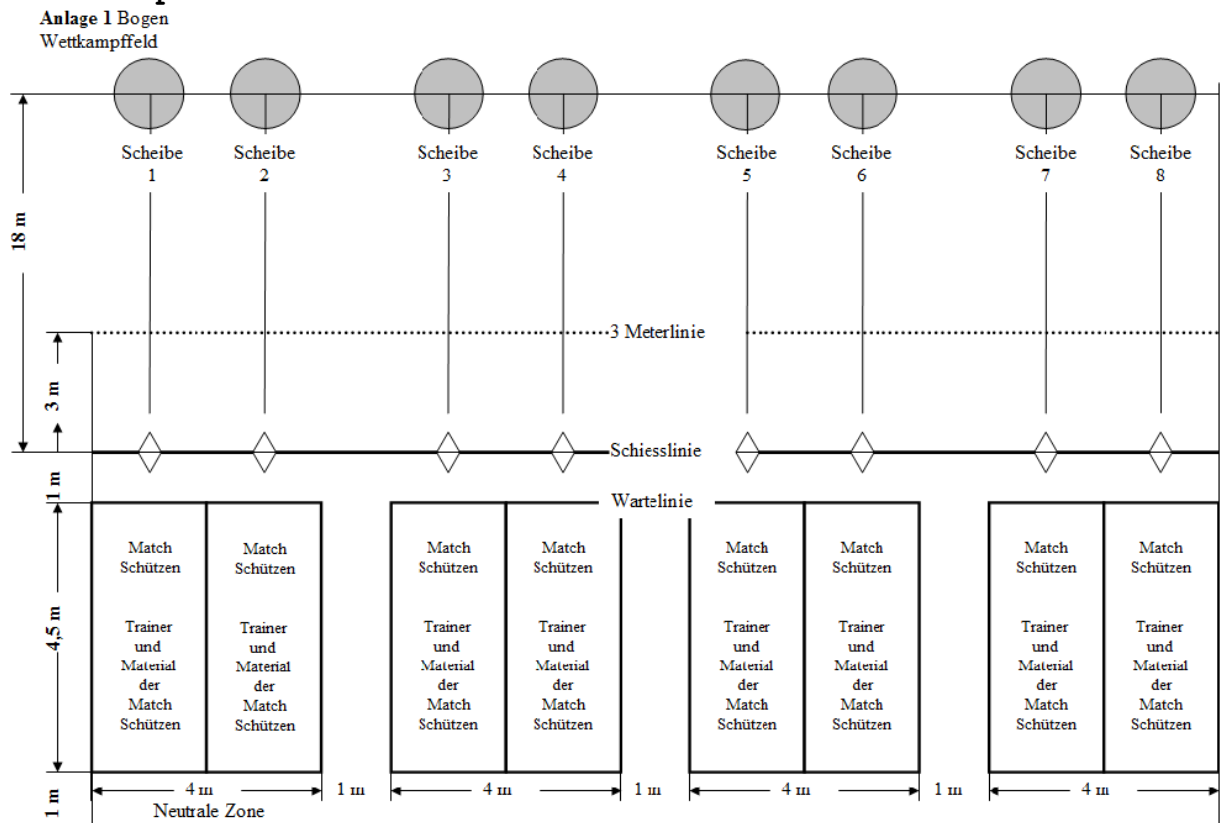 Anlage 1 Bogen
Wettkampffeld
Scheibe Scheibe Scheibe Scheibe Scheibe Scheibe Scheibe Scheibe
1 2 3 4 5 6 7 8
18 m
3 Meterlinie
3 m
Schiesslinie
1 m
Wartelinie
Match Match Match Match Match Match Match Match
Schützen Schützen Schützen Schützen Schützen Schützen Schützen Schützen
4,5 m
Trainer Trainer Trainer Trainer Trainer Trainer Trainer Trainer
und und und und und und und und
Material Material Material Material Material Material Material Material
der der der der der der der der
Match Match Match Match Match Match Match Match
Schützen Schützen Schützen Schützen Schützen Schützen Schützen Schützen
4 m 1 m 4 m 1 m 4 m 1 m 4 m
1 m
Neutrale Zone